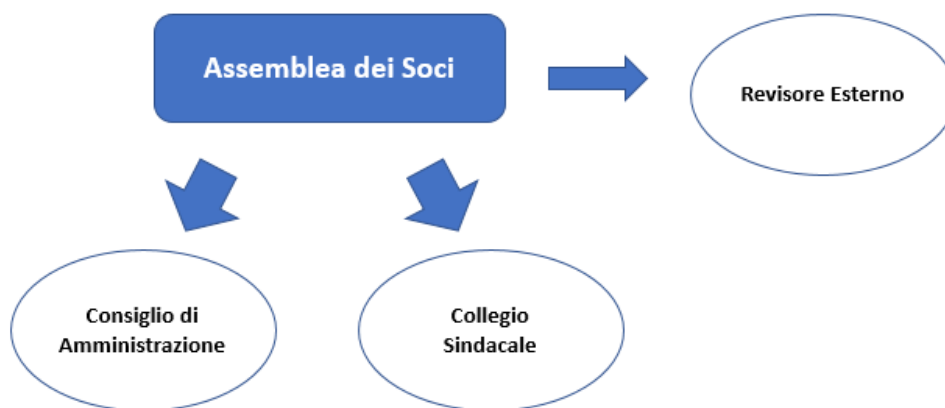 Assemblea dei Soci
Revisore Esterno
Consiglio di
Amministrazione
Collegio
Sindacale